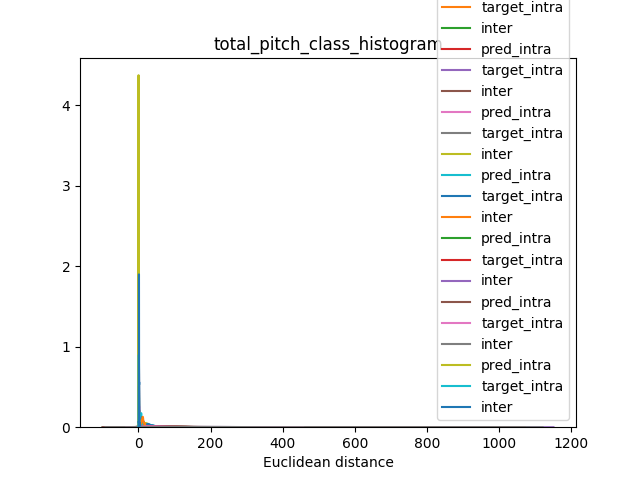 total_pitch_class_histogram
target_intra
inter
pred_intra
target_intra
inter
pred_intra
target_intra
inter
pred_intra
target_intra
inter
pred_intra
target_intra
inter
pred_intra
target_intra
inter
pred_intra
target_intra
inter
4
3
2
1
0
0
200
400
600
800
1000
1200
Euclidean distance